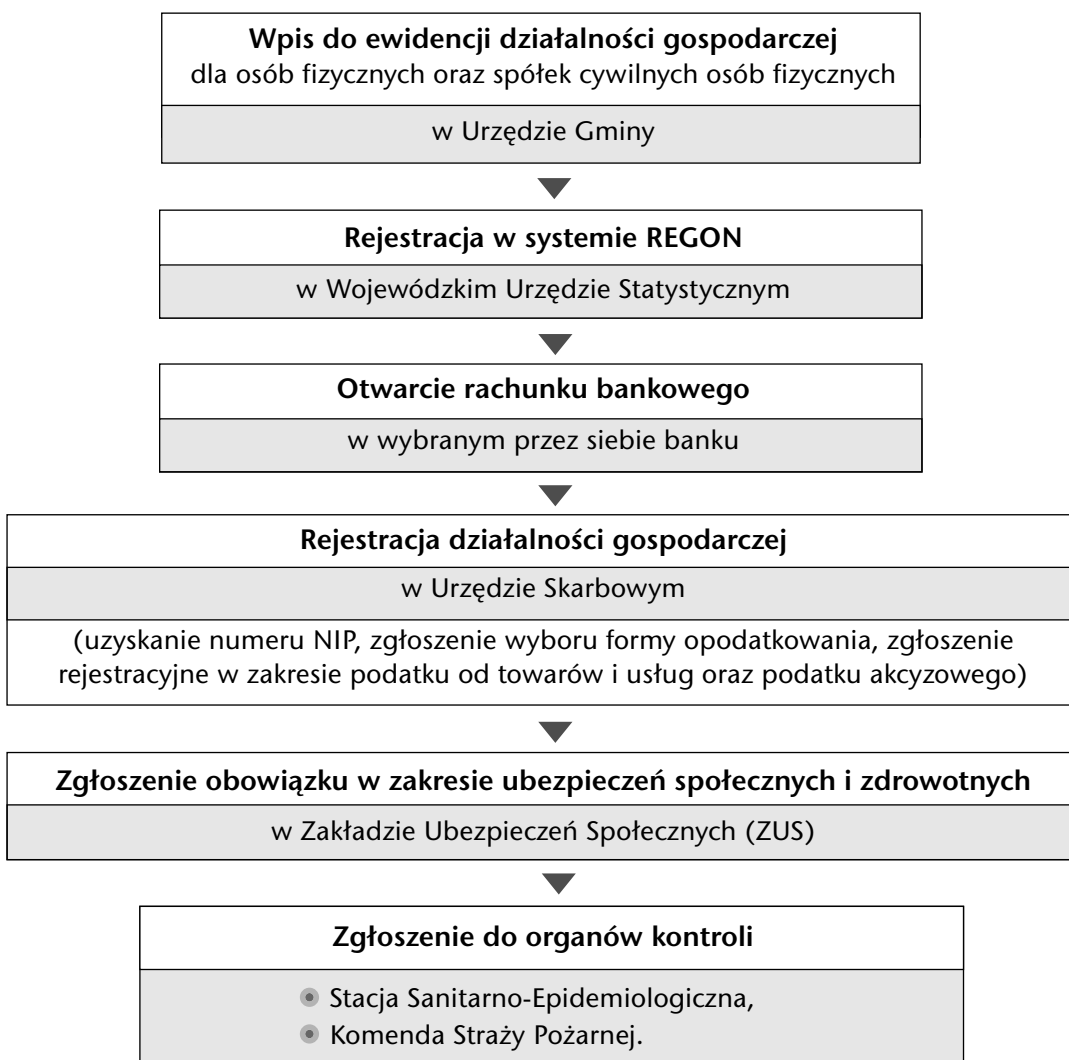 Wpis do ewidencji działalności gospodarczej
dla osób fizycznych oraz spółek cywilnych osób fizycznych
w Urzędzie Gminy
Rejestracja w systemie REGON
w Wojewódzkim Urzędzie Statystycznym
Otwarcie rachunku bankowego
w wybranym przez siebie banku
Rejestracja działalności gospodarczej
w Urzędzie Skarbowym
(uzyskanie numeru NIP, zgłoszenie wyboru formy opodatkowania, zgłoszenie
rejestracyjne w zakresie podatku od towarów i usług oraz podatku akcyzowego)
Zgłoszenie obowiązku w zakresie ubezpieczeń społecznych i zdrowotnych
w Zakładzie Ubezpieczeń Społecznych (ZUS)
Zgłoszenie do organów kontroli
Stacja Sanitarno-Epidemiologiczna,
Komenda Straży Pożarnej.